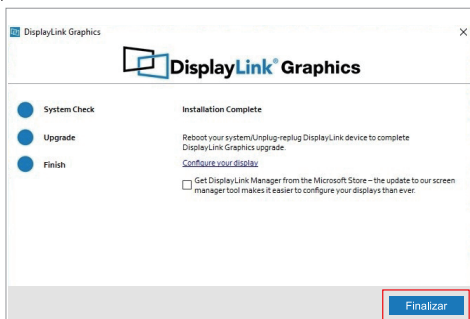 DisplayLink Graphics
DisplayLink® Graphics
System Check
Installation Complete
Upgrade
Reboot your system/Unplug-replug DisplayLink device to complete
DisplayLink Graphics upgrade.
Finish
Configure your display
Get DisplayLink Manager from the Microsoft Store – the update to our screen
manager tool makes it easier to configure your displays than ever.
Finalizar